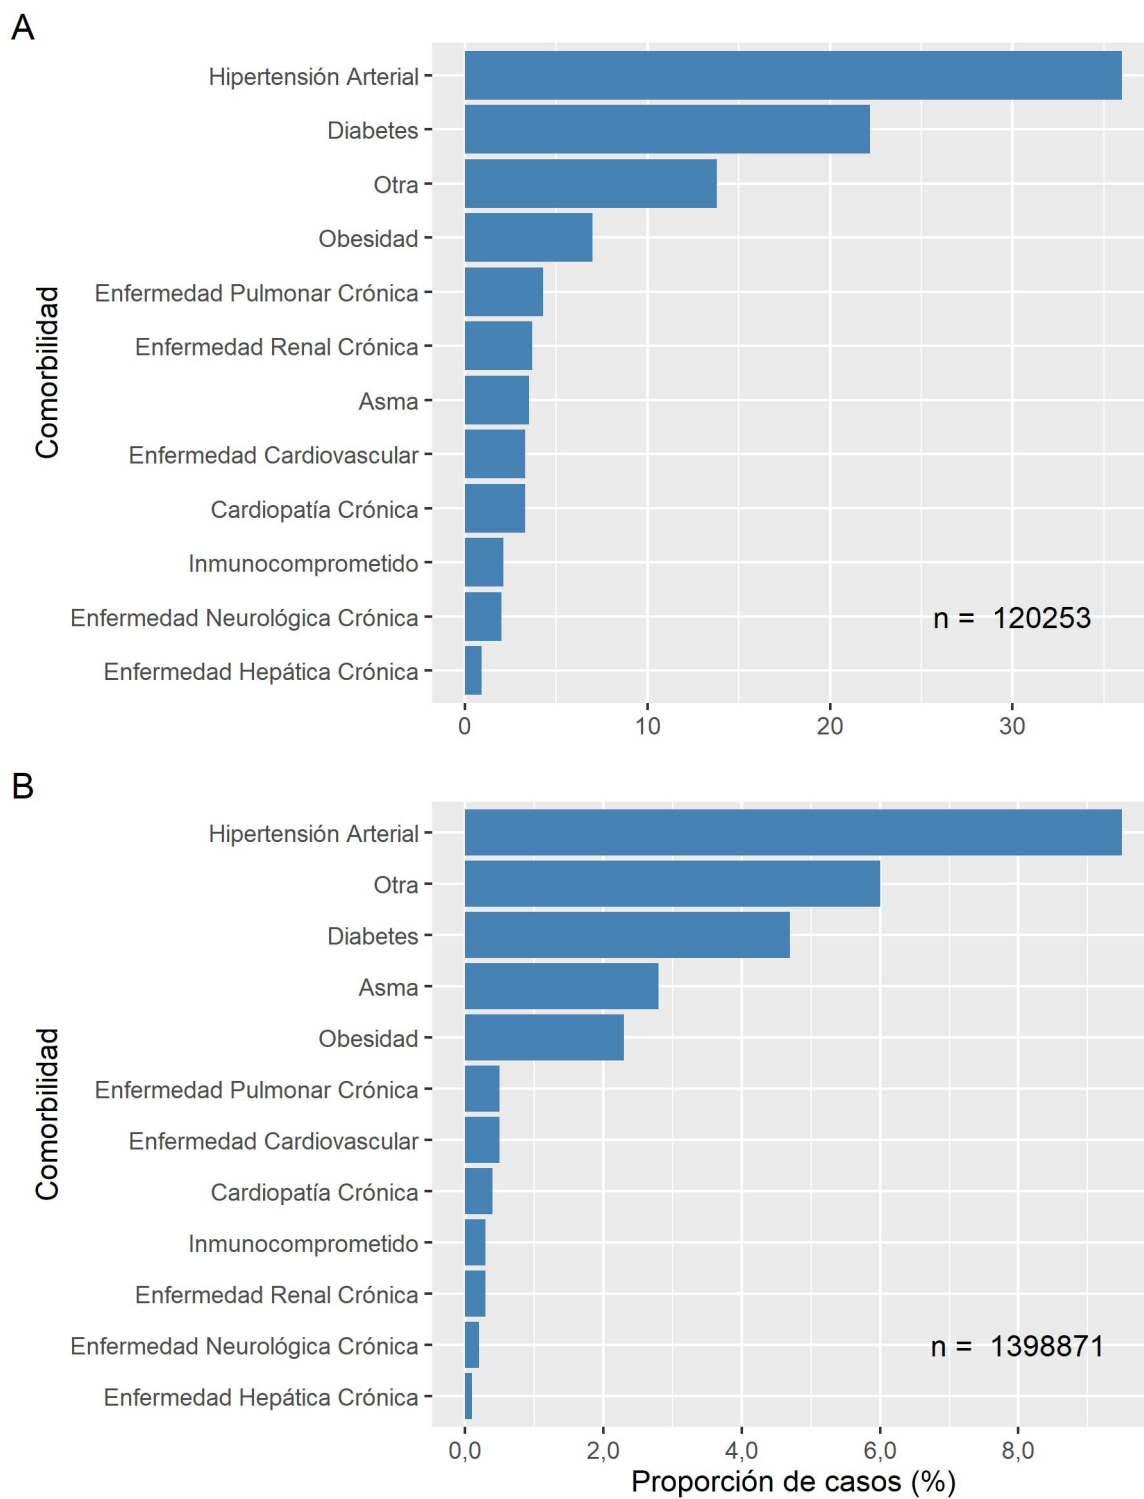 A
Hipertensión Arterial
Diabetes
Otra
Obesidad
Enfermedad Pulmonar Crónica
Enfermedad Renal Crónica
Asma
Enfermedad Cardiovascular
Cardiopatía Crónica
Inmunocomprometido
Enfermedad Neurológica Crónica
Enfermedad Hepática Crónica
Comorbilidad
n = 120253
0 10 20 30
B
Hipertensión Arterial
Otra
Diabetes
Asma
Obesidad
Enfermedad Pulmonar Crónica
Enfermedad Cardiovascular
Cardiopatía Crónica
Inmunocomprometido
Enfermedad Renal Crónica
Enfermedad Neurológica Crónica
Enfermedad Hepática Crónica
Comorbilidad
n = 1398871
0,0 2,0 4,0 6,0 8,0
Proporción de casos (%)